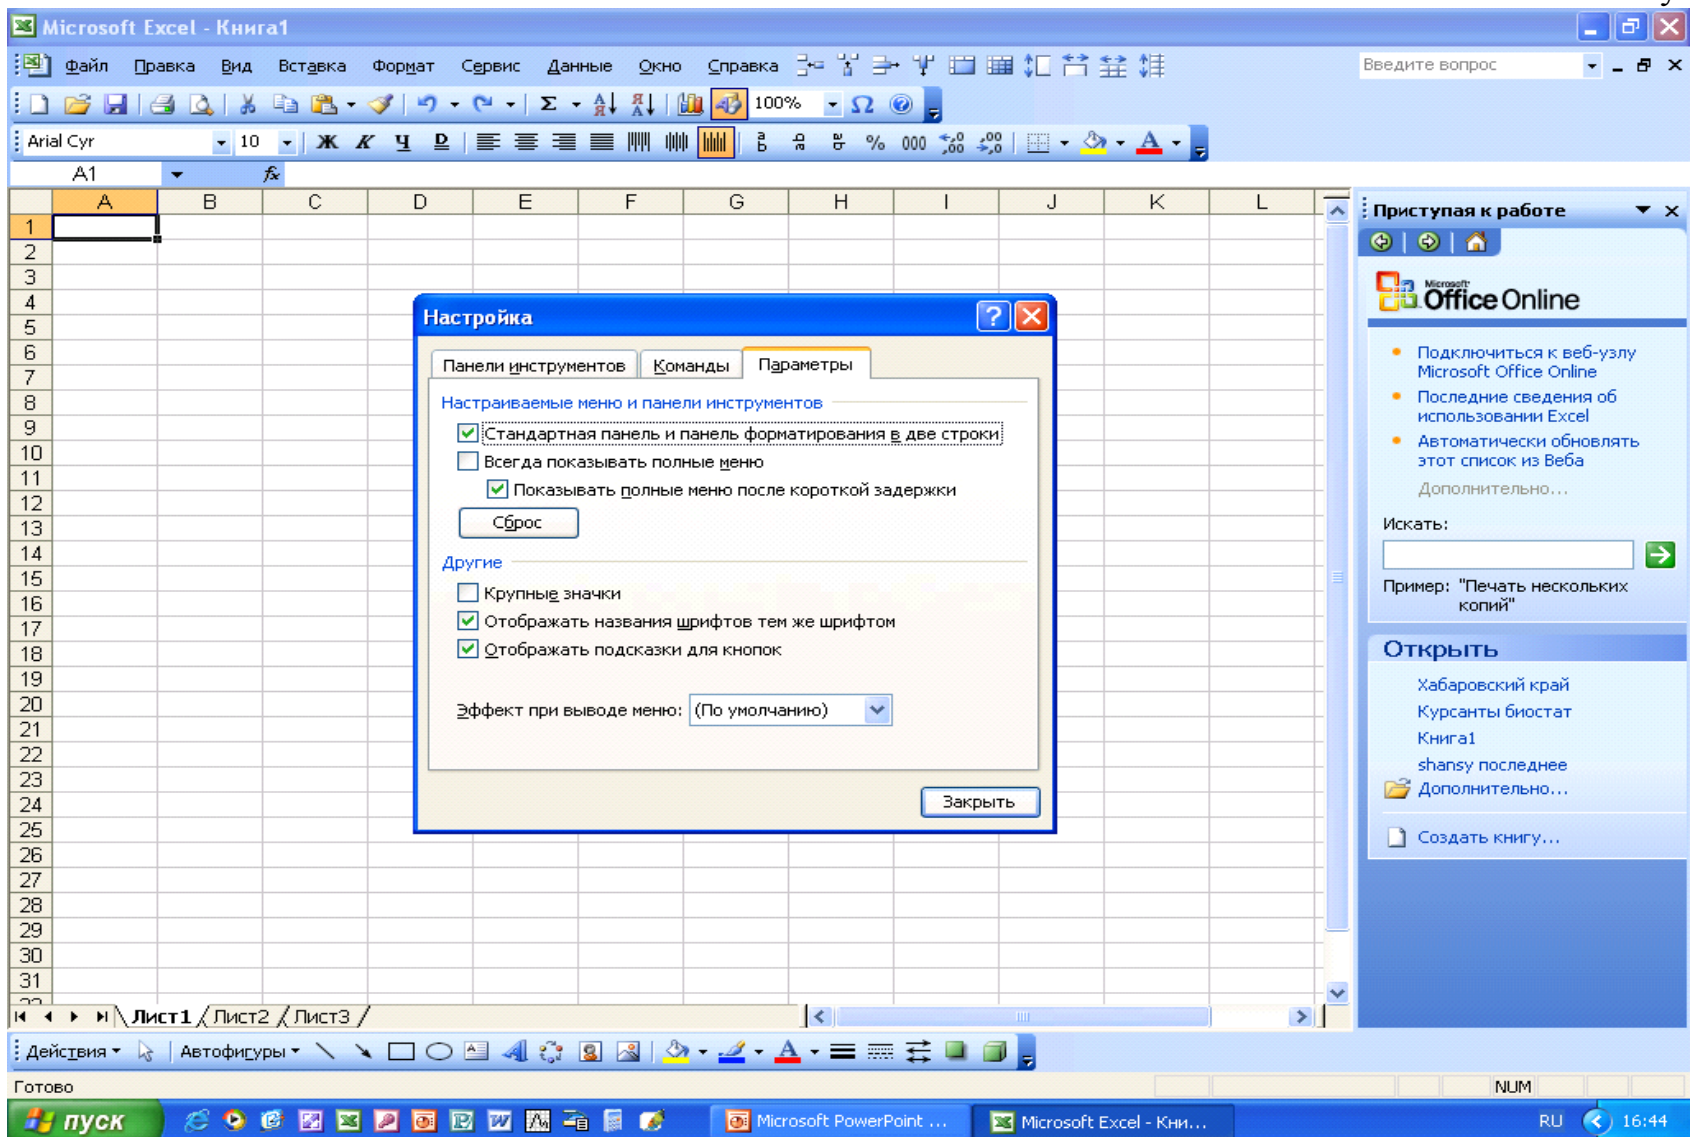 у
Microsoft Excel - Книга1
Файл Правка Вид Вставка Формат Сервис Данные Окно Справка
Введите вопрос
100%
Arial Cyr 10 Ж К Ч D % 000
A1 fx
A B C D E F G H I J K L
1
2
3
4
5
6
7
8
9
10
11
12
13
14
15
16
17
18
19
20
21
22
23
24
25
26
27
28
29
30
31
Настройка
Панели инструментов Команды Параметры
Настраиваемые меню и панели инструментов
Стандартная панель и панель форматирования в две строки
Всегда показывать полные меню
Показывать полные меню после короткой задержки
Сброс
Другие
Крупные значки
Отображать названия шрифтов тем же шрифтом
Отображать подсказки для кнопок
Эффект при выводе меню: (По умолчанию)
Закрыть
Приступая к работе
Microsoft
Office Online
Подключиться к веб-узлу
Microsoft Office Online
Последние сведения об
использовании Excel
Автоматически обновлять
этот список из Веба
Дополнительно...
Искать:
Пример: "Печать нескольких
копий"
Открыть
Хабаровский край
Курсанты биостат
Книга1
shansy последнее
Дополнительно...
Создать книгу...
Лист1 Лист2 Лист3
Действия Автофигуры
Готово
NUM
пуск
Microsoft PowerPoint ...
Microsoft Excel - Кни...
RU 16:44